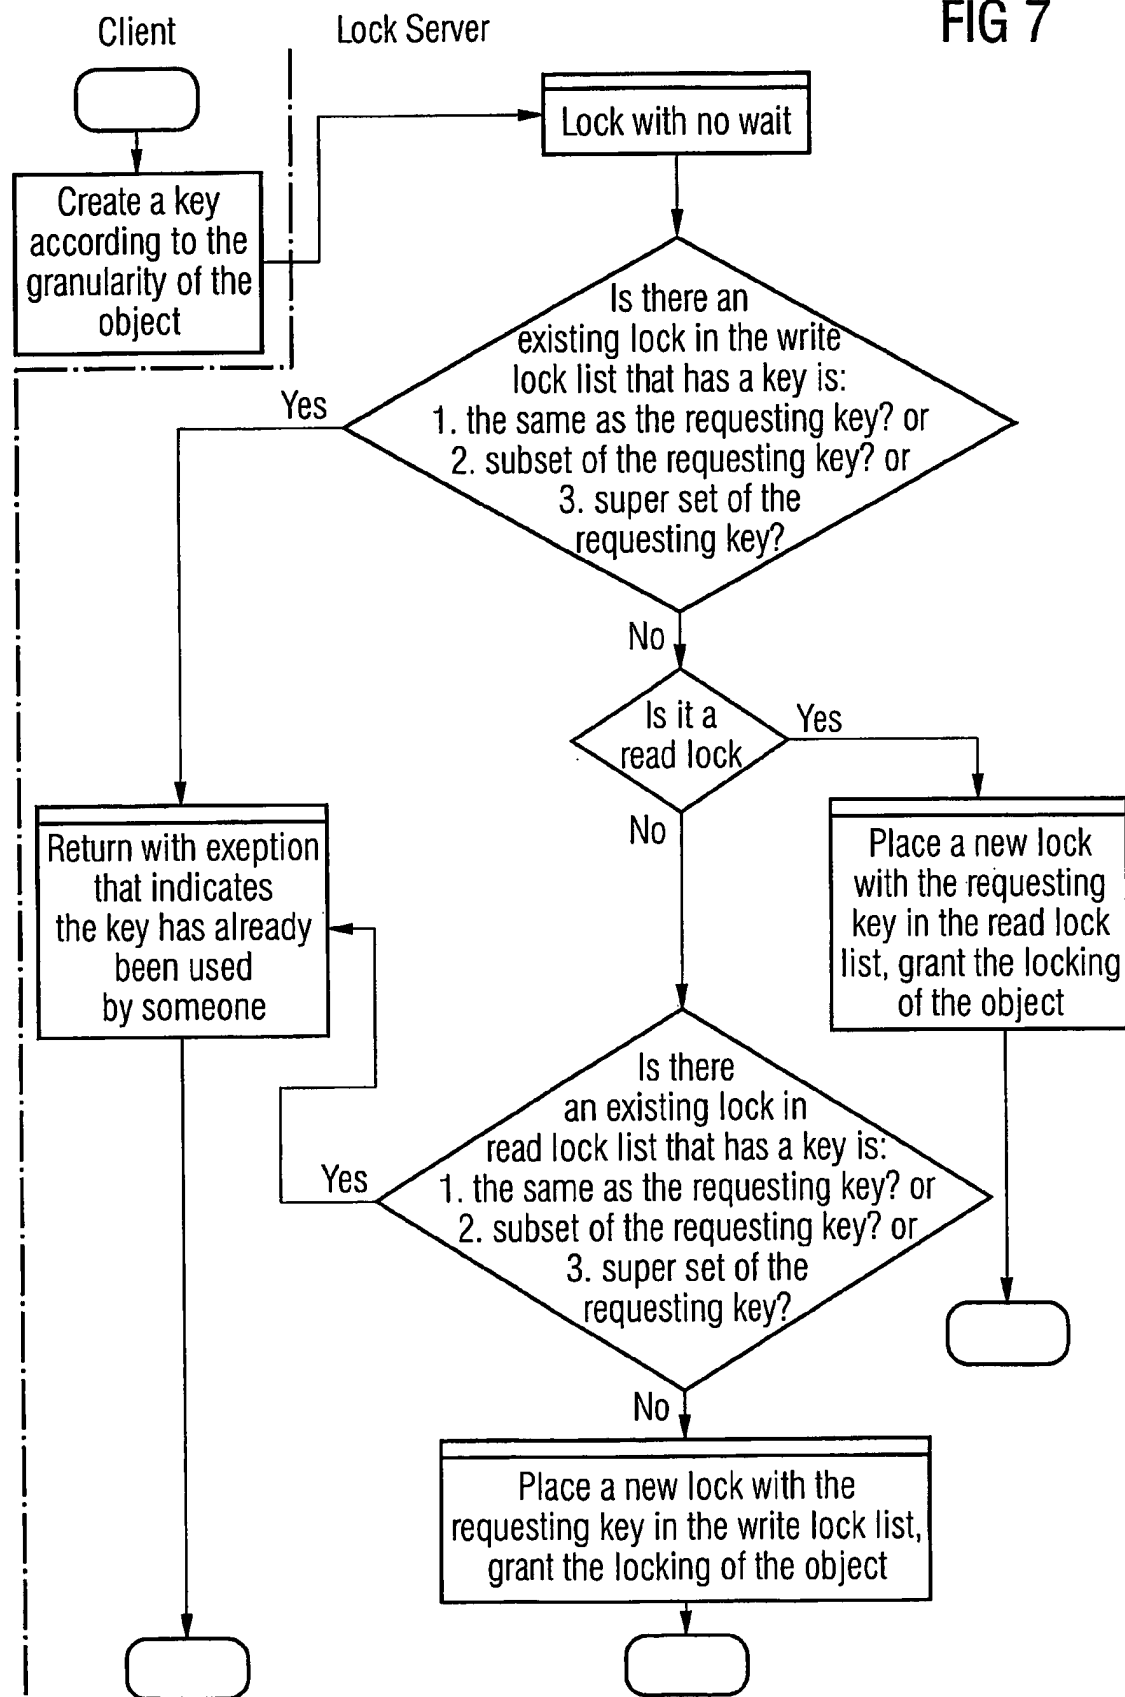 Client
Lock Server
FIG 7
Lock with no wait
Create a key
according to the
granularity of the
object
Is there an
existing lock in the write
lock list that has a key is:
1. the same as the requesting key? or
2. subset of the requesting key? or
3. super set of the
requesting key?
Yes
No
Is it a
read lock
Yes
No
Return with exeption
that indicates
the key has already
been used
by someone
Place a new lock
with the requesting
key in the read lock
list, grant the locking
of the object
Is there
an existing lock in
read lock list that has a key is:
1. the same as the requesting key? or
2. subset of the requesting key? or
3. super set of the
requesting key?
Yes
No
Place a new lock with the
requesting key in the write lock list,
grant the locking of the object